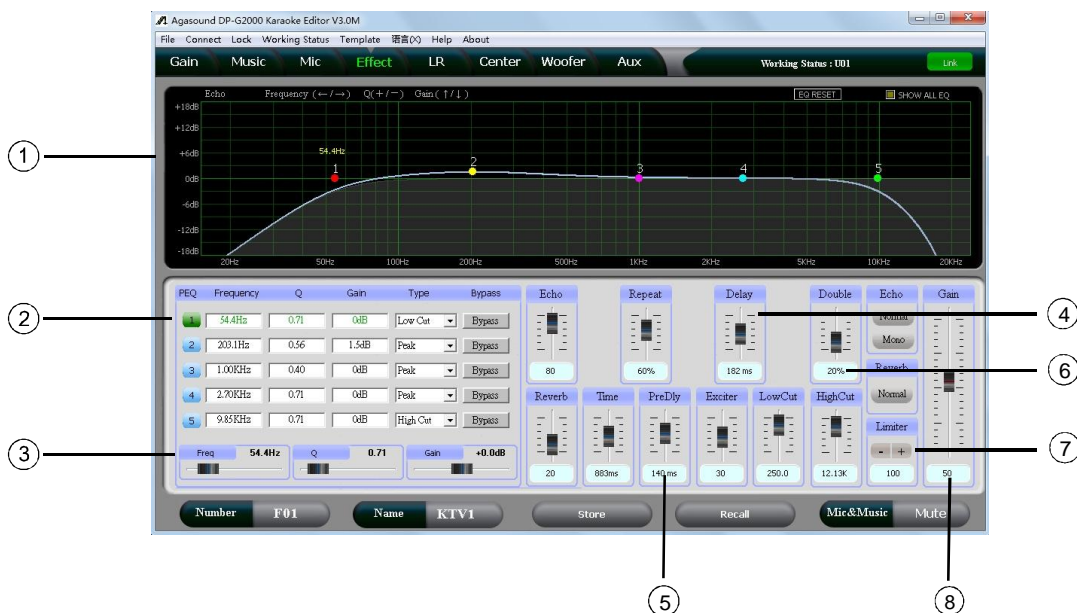 Agasound DP-G2000 Karaoke Editor V3.0M
File Connect Lock Working Status Template 语言(X) Help About
Gain Music Mic Effect LR Center Woofer Aux Working Status : U01 Link
Echo Frequency (←/→) Q(+/−) Gain(↑/↓) EQ RESET SHOW ALL EQ
+18dB
+12dB
+6dB
0dB
-6dB
-12dB
-18dB
54.4Hz
1 2 3 4 5
20Hz 50Hz 100Hz 200Hz 500Hz 1KHz 2KHz 5KHz 10KHz 20KHz
PEQ Frequency Q Gain Type Bypass
1 54.4Hz 0.71 0dB Low Cut Bypass
2 203.1Hz 0.56 1.5dB Peak Bypass
3 1.00KHz 0.40 0dB Peak Bypass
4 2.70KHz 0.71 0dB Peak Bypass
5 9.85KHz 0.71 0dB High Cut Bypass
Freq 54.4Hz Q 0.71 Gain +0.0dB
Echo Repeat Delay Double Echo Gain
Normal
Mono
80 60% 182 ms 20%
Reverb Time PreDly Exciter LowCut HighCut
Reverb
Normal
Limiter
- +
20 883ms 140 ms 30 250.0 12.13K 100 50
Number F01 Name KTV1 Store Recall Mic&Music Mute
1
2
3
4
6
7
5
8